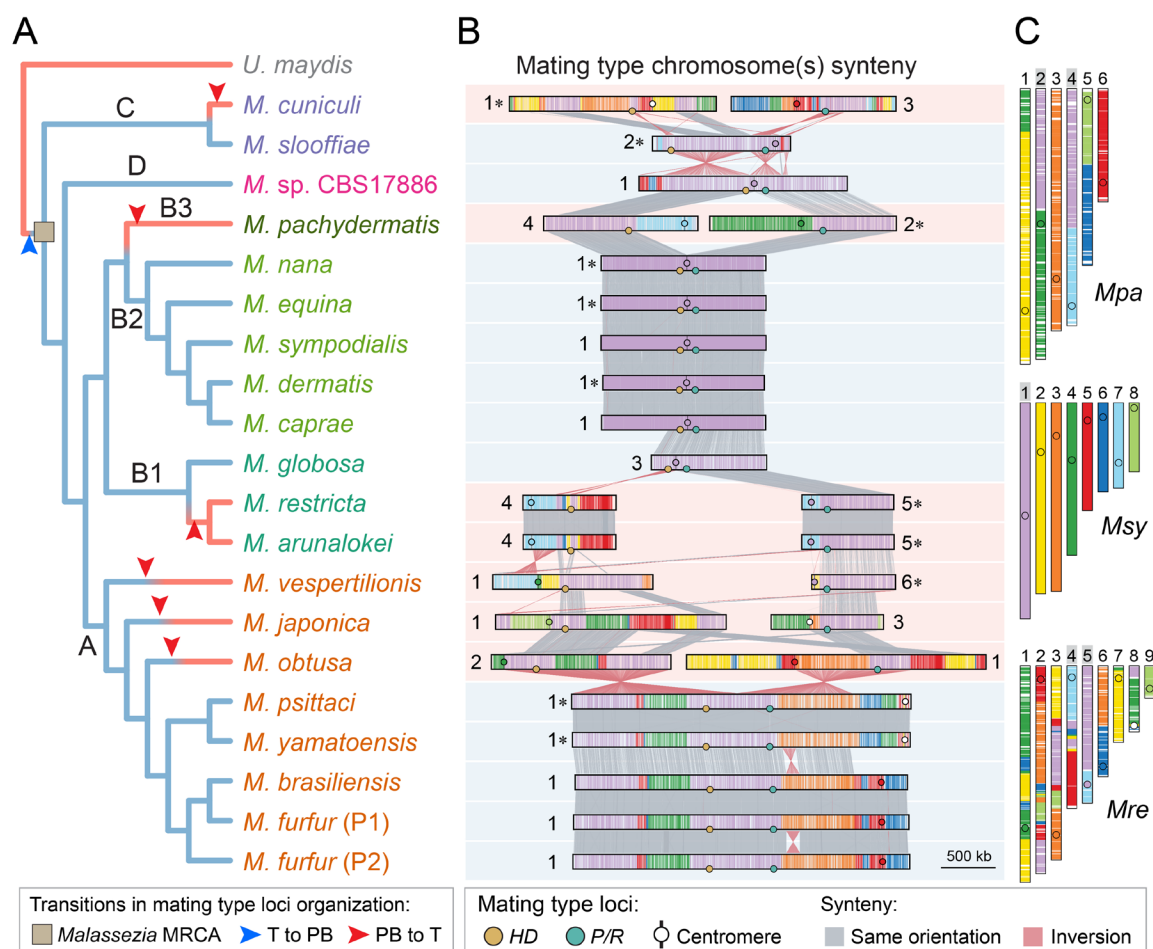 A
B
C
Mating type chromosome(s) synteny
U. maydis
C
M. cuniculi
1* 3
M. slooffiae
2*
D
M. sp. CBS17886
1
B3
M. pachydermatis
4 2*
M. nana
1*
B2
M. equina
1*
M. sympodialis
1
M. dermatis
1*
M. caprae
1
B1
M. globosa
3
M. restricta
4 5*
M. arunalokei
4 5*
M. vespertilionis
1 6*
A
M. japonica
1 3
M. obtusa
2 1
M. psittaci
1*
M. yamatoensis
1*
M. brasiliensis
1
M. furfur (P1)
1
M. furfur (P2)
1
500 kb
1 2 3 4 5 6
Mpa
1 2 3 4 5 6 7 8
Msy
1 2 3 4 5 6 7 8 9
Mre
Transitions in mating type loci organization:
Malassezia MRCA T to PB PB to T
Mating type loci: Synteny:
HD P/R Centromere Same orientation Inversion